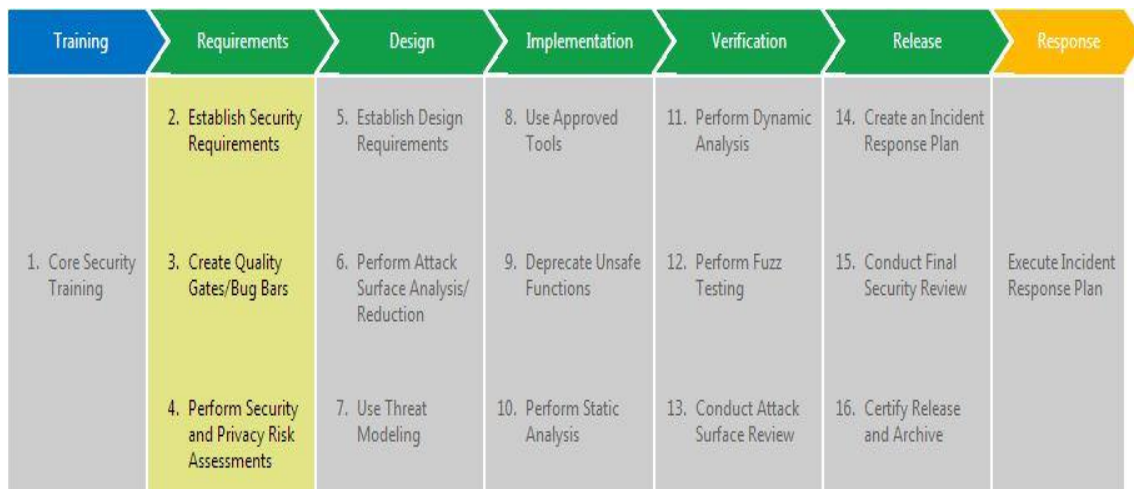 Training
Requirements
Design
Implementation
Verification
Release
Response
2. Establish Security
Requirements
5. Establish Design
Requirements
8. Use Approved
Tools
11. Perform Dynamic
Analysis
14. Create an Incident
Response Plan
1. Core Security
Training
3. Create Quality
Gates/Bug Bars
6. Perform Attack
Surface Analysis/
Reduction
9. Deprecate Unsafe
Functions
12. Perform Fuzz
Testing
15. Conduct Final
Security Review
Execute Incident
Response Plan
4. Perform Security
and Privacy Risk
Assessments
7. Use Threat
Modeling
10. Perform Static
Analysis
13. Conduct Attack
Surface Review
16. Certify Release
and Archive